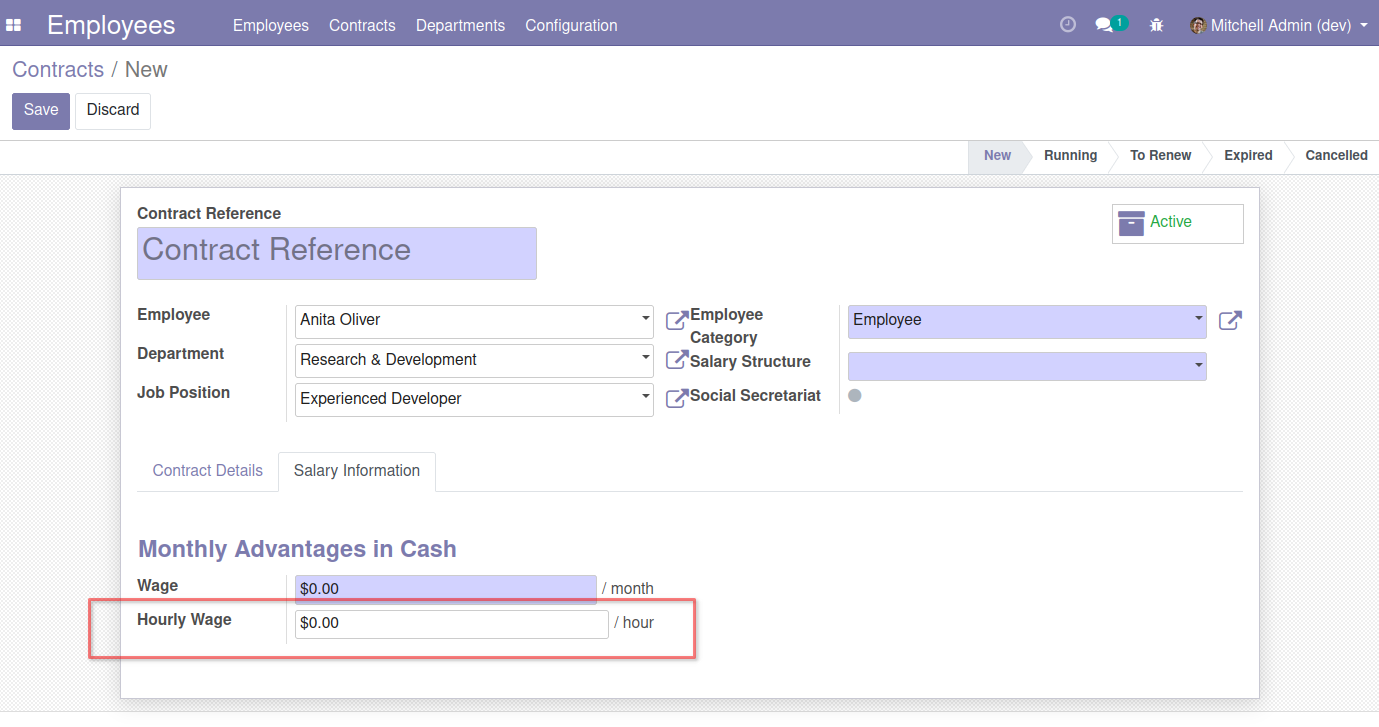 Employees Employees Contracts Departments Configuration 1 Mitchell Admin (dev)
Contracts / New
Save Discard
New Running To Renew Expired Cancelled
Contract Reference
Active
Contract Reference
Employee Anita Oliver Employee Category Employee
Department Research & Development Salary Structure
Job Position Experienced Developer Social Secretariat
Contract Details Salary Information
Monthly Advantages in Cash
Wage $0.00 / month
Hourly Wage $0.00 / hour